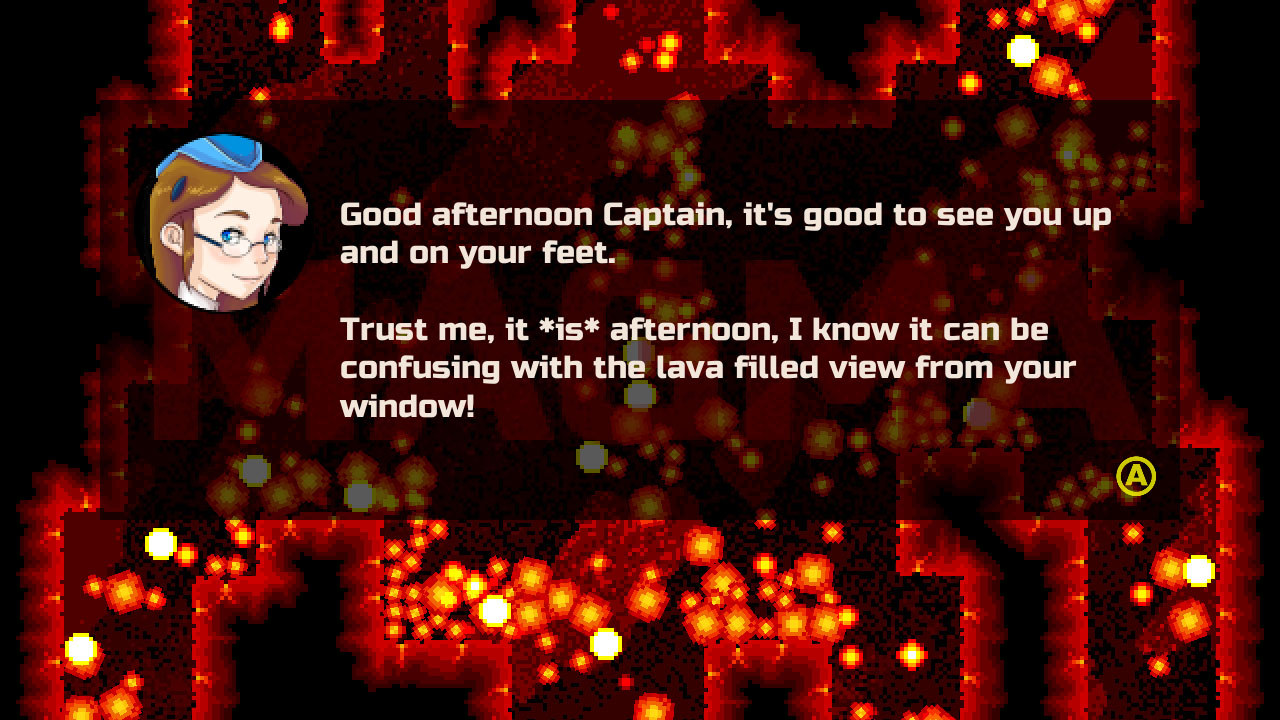 Good afternoon Captain, it's good to see you up
and on your feet.
Trust me, it *is* afternoon, I know it can be
confusing with the lava filled view from your
window!
MAGMA
A